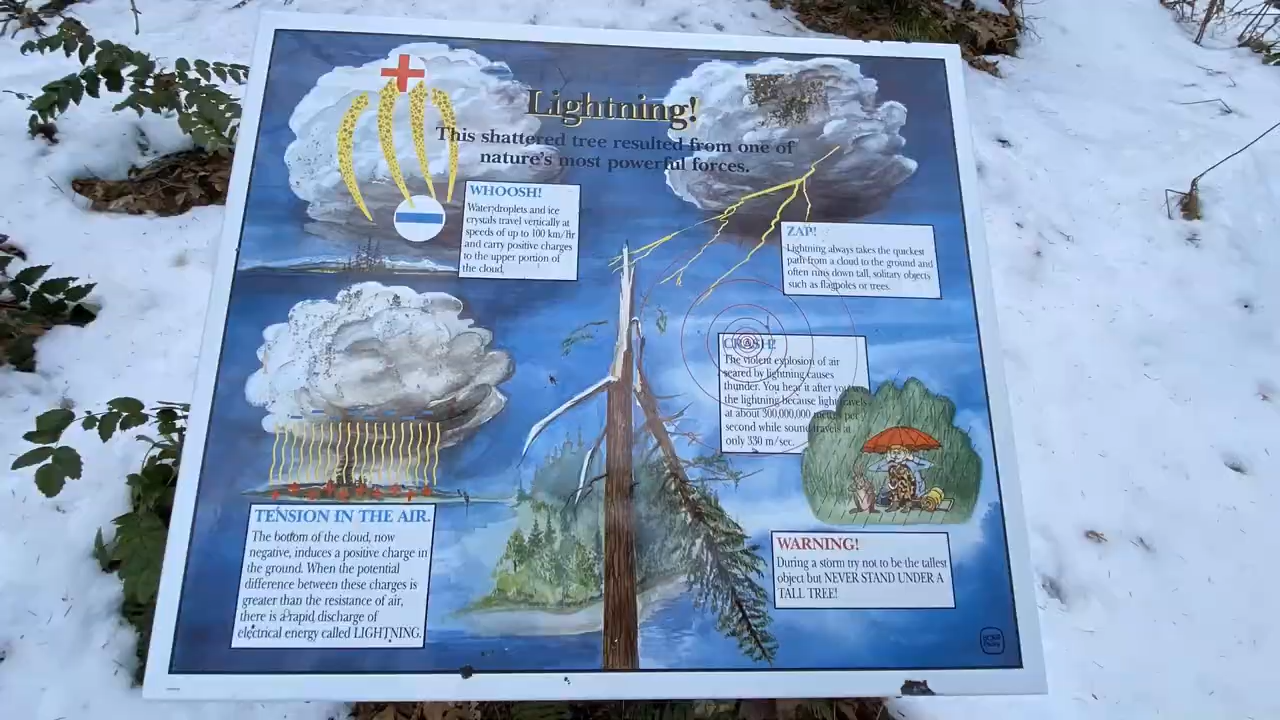 Lightning!
This shattered tree resulted from one of
nature's most powerful forces.
WHOOSH!
Water droplets and ice
crystals travel vertically at
speeds of up to 100 km/hr
and carry positive charges
to the upper portion of
the cloud.
ZAP!
Lightning always takes the quickest
path from a cloud to the ground and
often runs down tall, solitary objects
such as flagpoles or trees.
CRASH!
The violent explosion of air
seared by lightning causes
thunder. You hear it after you
the lightning because light travels
at about 300,000,000 metres per
second while sound travels at
only 330 m/sec.
TENSION IN THE AIR.
The bottom of the cloud, now
negative, induces a positive charge in
the ground. When the potential
difference between these charges is
greater than the resistance of air,
there is a rapid discharge of
electrical energy called LIGHTNING.
WARNING!
During a storm try not to be the tallest
object but NEVER STAND UNDER A
TALL TREE!